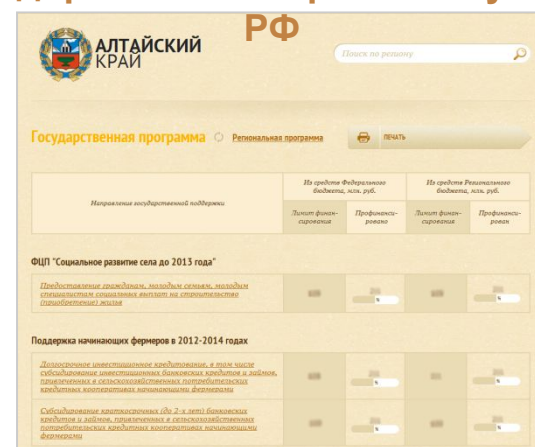 РФ
АЛТАЙСКИЙ
КРАЙ
Поиск по региону
Государственная программа
Региональная программа
ПЕЧАТЬ
Направление государственной поддержки
Из средств Федерального
бюджета, млн. руб.
Из средств Регионального
бюджета, млн. руб.
Лимит финан-
сирования
Профинанси-
ровано
Лимит финан-
сирования
Профинанси-
рован
ФЦП "Социальное развитие села до 2013 года"
Предоставление гражданам, молодым семьям, молодым
специалистам социальных выплат на строительство
(приобретение) жилья
%
%
Поддержка начинающих фермеров в 2012-2014 годах
Долгосрочное инвестиционное кредитование, в том числе
субсидирование инвестиционных банковских кредитов и займов,
привлеченных в сельскохозяйственных потребительских
кредитных кооперативах начинающими фермерами
%
%
Субсидирование краткосрочных (до 2-х лет) банковских
кредитов и займов, привлеченных в сельскохозяйственных
потребительских кредитных кооперативах начинающими
фермерами
%
%